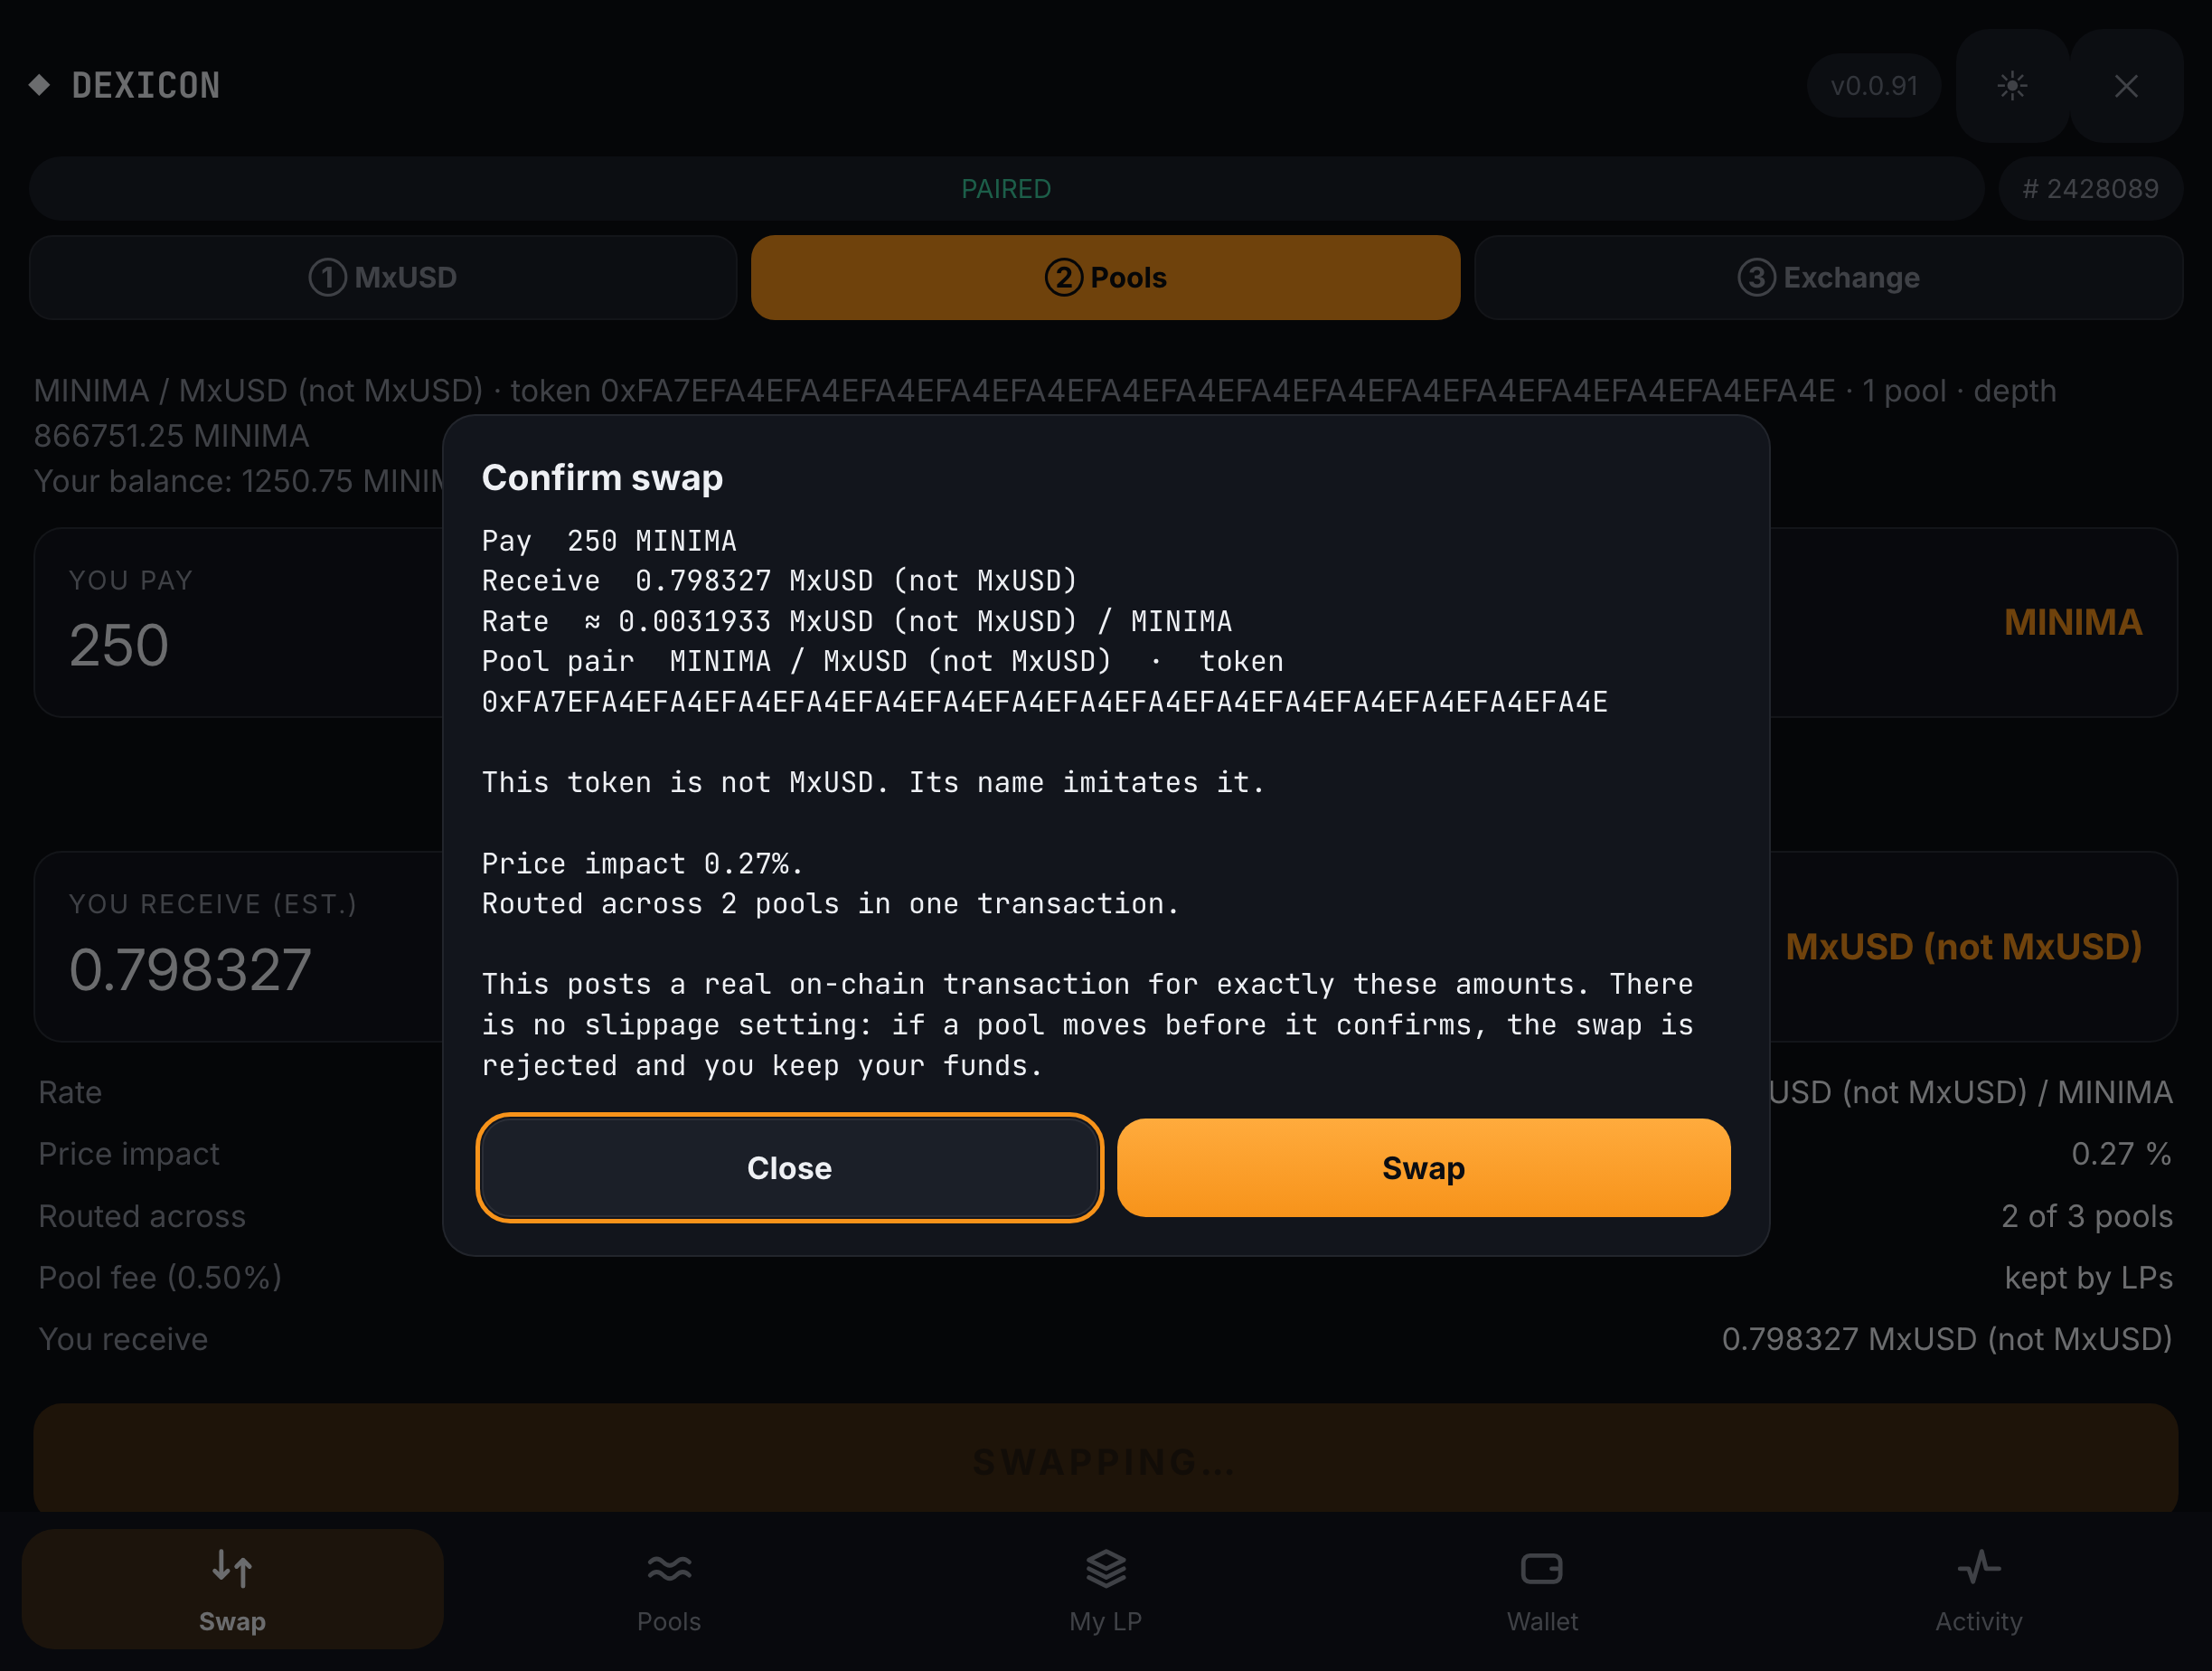 DEXICON
v0.0.91
PAIRED
# 2428089
1 MxUSD
2 Pools
3 Exchange
MINIMA / MxUSD (not MxUSD) · token 0xFA7EFA4EFA4EFA4EFA4EFA4EFA4EFA4EFA4EFA4EFA4EFA4EFA4EFA4EFA4EFA4E · 1 pool · depth
866751.25 MINIMA
Your balance: 1250.75 MINIM
YOU PAY
250
MINIMA
YOU RECEIVE (EST.)
0.798327
MxUSD (not MxUSD)
Confirm swap
Pay 250 MINIMA
Receive 0.798327 MxUSD (not MxUSD)
Rate ≈ 0.0031933 MxUSD (not MxUSD) / MINIMA
Pool pair MINIMA / MxUSD (not MxUSD) · token
0xFA7EFA4EFA4EFA4EFA4EFA4EFA4EFA4EFA4EFA4EFA4EFA4EFA4EFA4EFA4EFA4E
This token is not MxUSD. Its name imitates it.
Price impact 0.27%.
Routed across 2 pools in one transaction.
This posts a real on-chain transaction for exactly these amounts. There
is no slippage setting: if a pool moves before it confirms, the swap is
rejected and you keep your funds.
Close
Swap
Rate
USD (not MxUSD) / MINIMA
Price impact
0.27 %
Routed across
2 of 3 pools
Pool fee (0.50%)
kept by LPs
You receive
0.798327 MxUSD (not MxUSD)
SWAPPING...
Swap
Pools
My LP
Wallet
Activity